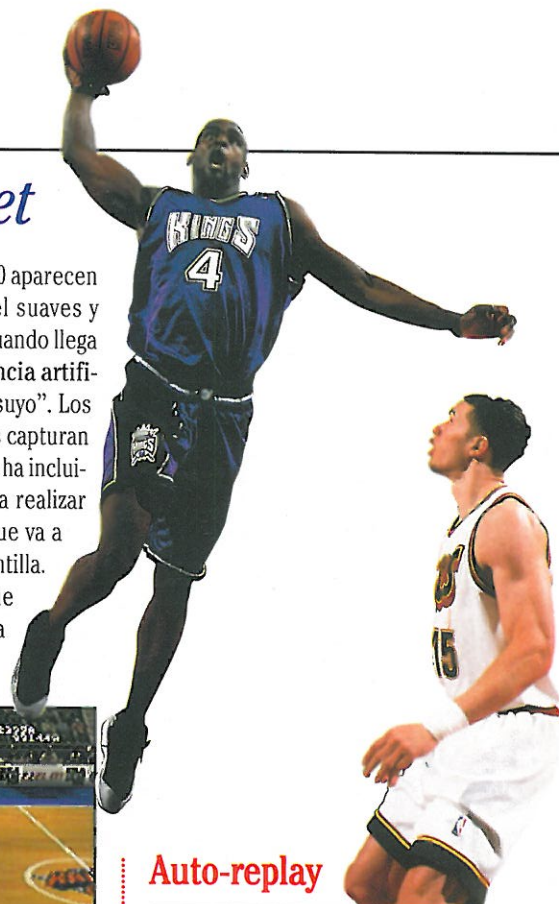 et
0 aparecen
el suaves y
uando llega
ncia artifi-
suyo". Los
s capturan
ha inclui-
a realizar
ue va a
ntilla.
e
a
KINGS
4
15
Auto-replay